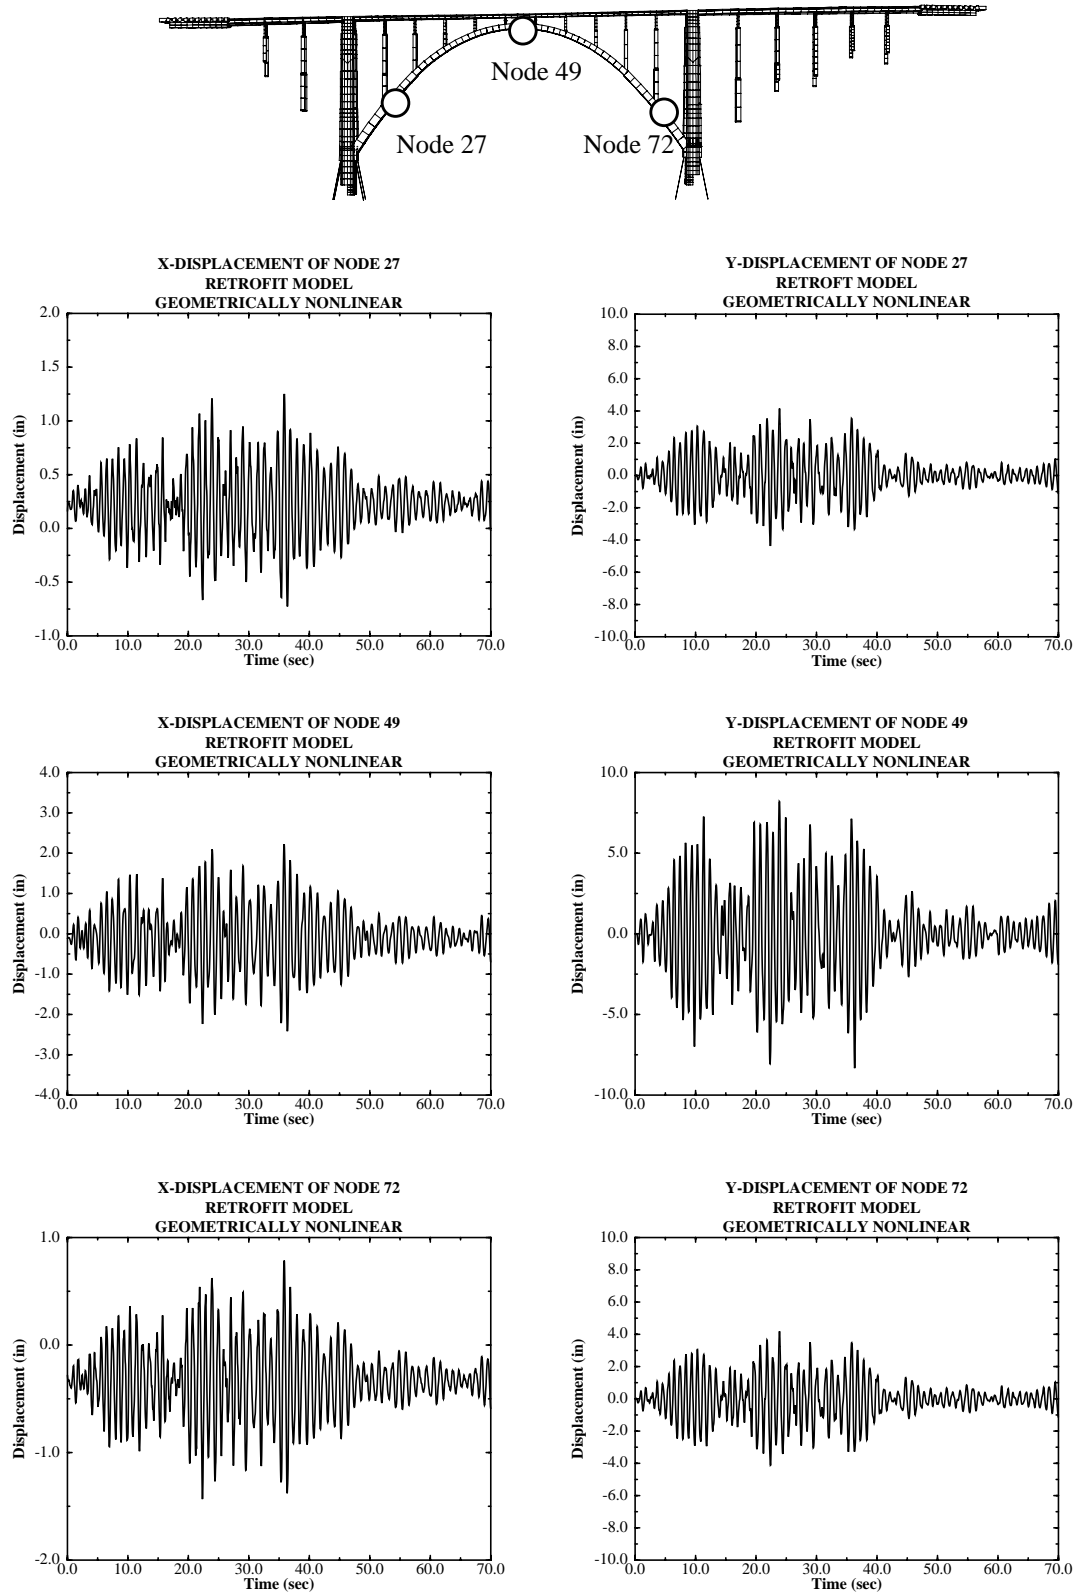 Node 49
Node 27
Node 72
X-DISPLACEMENT OF NODE 27
RETROFIT MODEL
GEOMETRICALLY NONLINEAR
2.0
1.5
1.0
0.5
0.0
-0.5
-1.0
Displacement (in)
0.0 10.0 20.0 30.0 40.0 50.0 60.0 70.0
Time (sec)
Y-DISPLACEMENT OF NODE 27
RETROFT MODEL
GEOMETRICALLY NONLINEAR
10.0
8.0
6.0
4.0
2.0
0.0
-2.0
-4.0
-6.0
-8.0
-10.0
Displacement (in)
0.0 10.0 20.0 30.0 40.0 50.0 60.0 70.0
Time (sec)
X-DISPLACEMENT OF NODE 49
RETROFIT MODEL
GEOMETRICALLY NONLINEAR
4.0
3.0
2.0
1.0
0.0
-1.0
-2.0
-3.0
-4.0
Displacement (in)
0.0 10.0 20.0 30.0 40.0 50.0 60.0 70.0
Time (sec)
Y-DISPLACEMENT OF NODE 49
RETROFIT MODEL
GEOMETRICALLY NONLINEAR
10.0
5.0
0.0
-5.0
-10.0
Displacement (in)
0.0 10.0 20.0 30.0 40.0 50.0 60.0 70.0
Time (sec)
X-DISPLACEMENT OF NODE 72
RETROFIT MODEL
GEOMETRICALLY NONLINEAR
1.0
0.0
-1.0
-2.0
Displacement (in)
0.0 10.0 20.0 30.0 40.0 50.0 60.0 70.0
Time (sec)
Y-DISPLACEMENT OF NODE 72
RETROFIT MODEL
GEOMETRICALLY NONLINEAR
10.0
8.0
6.0
4.0
2.0
0.0
-2.0
-4.0
-6.0
-8.0
-10.0
Displacement (in)
0.0 10.0 20.0 30.0 40.0 50.0 60.0 70.0
Time (sec)